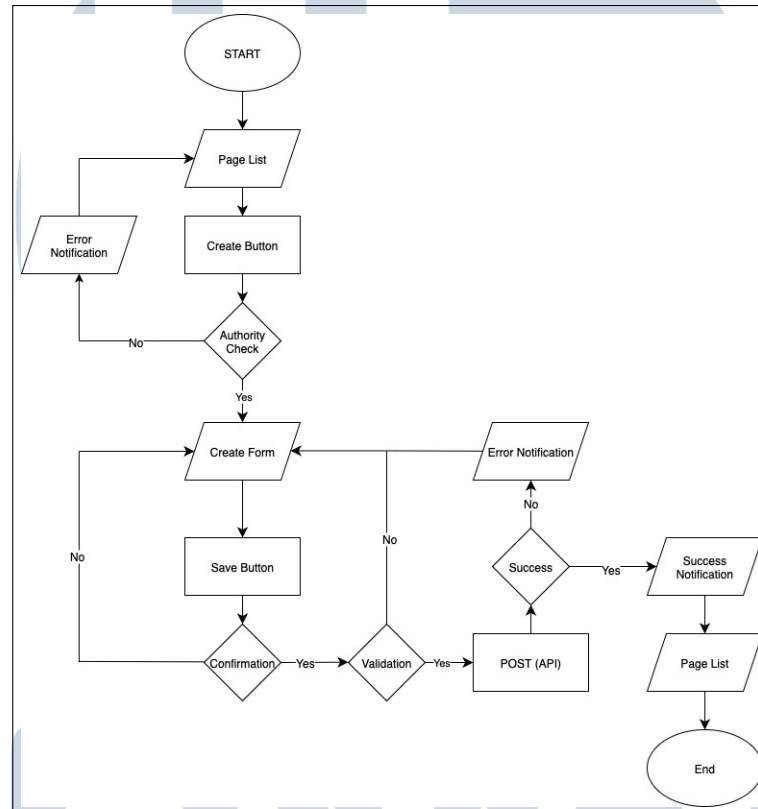 START
Page List
Error
Notification
Create Button
Authority
Check
No
Yes
Create Form
Error Notification
No
Save Button
No
No
Success
Yes
Success
Notification
Confirmation
Yes
Validation
Yes
POST (API)
Page List
End